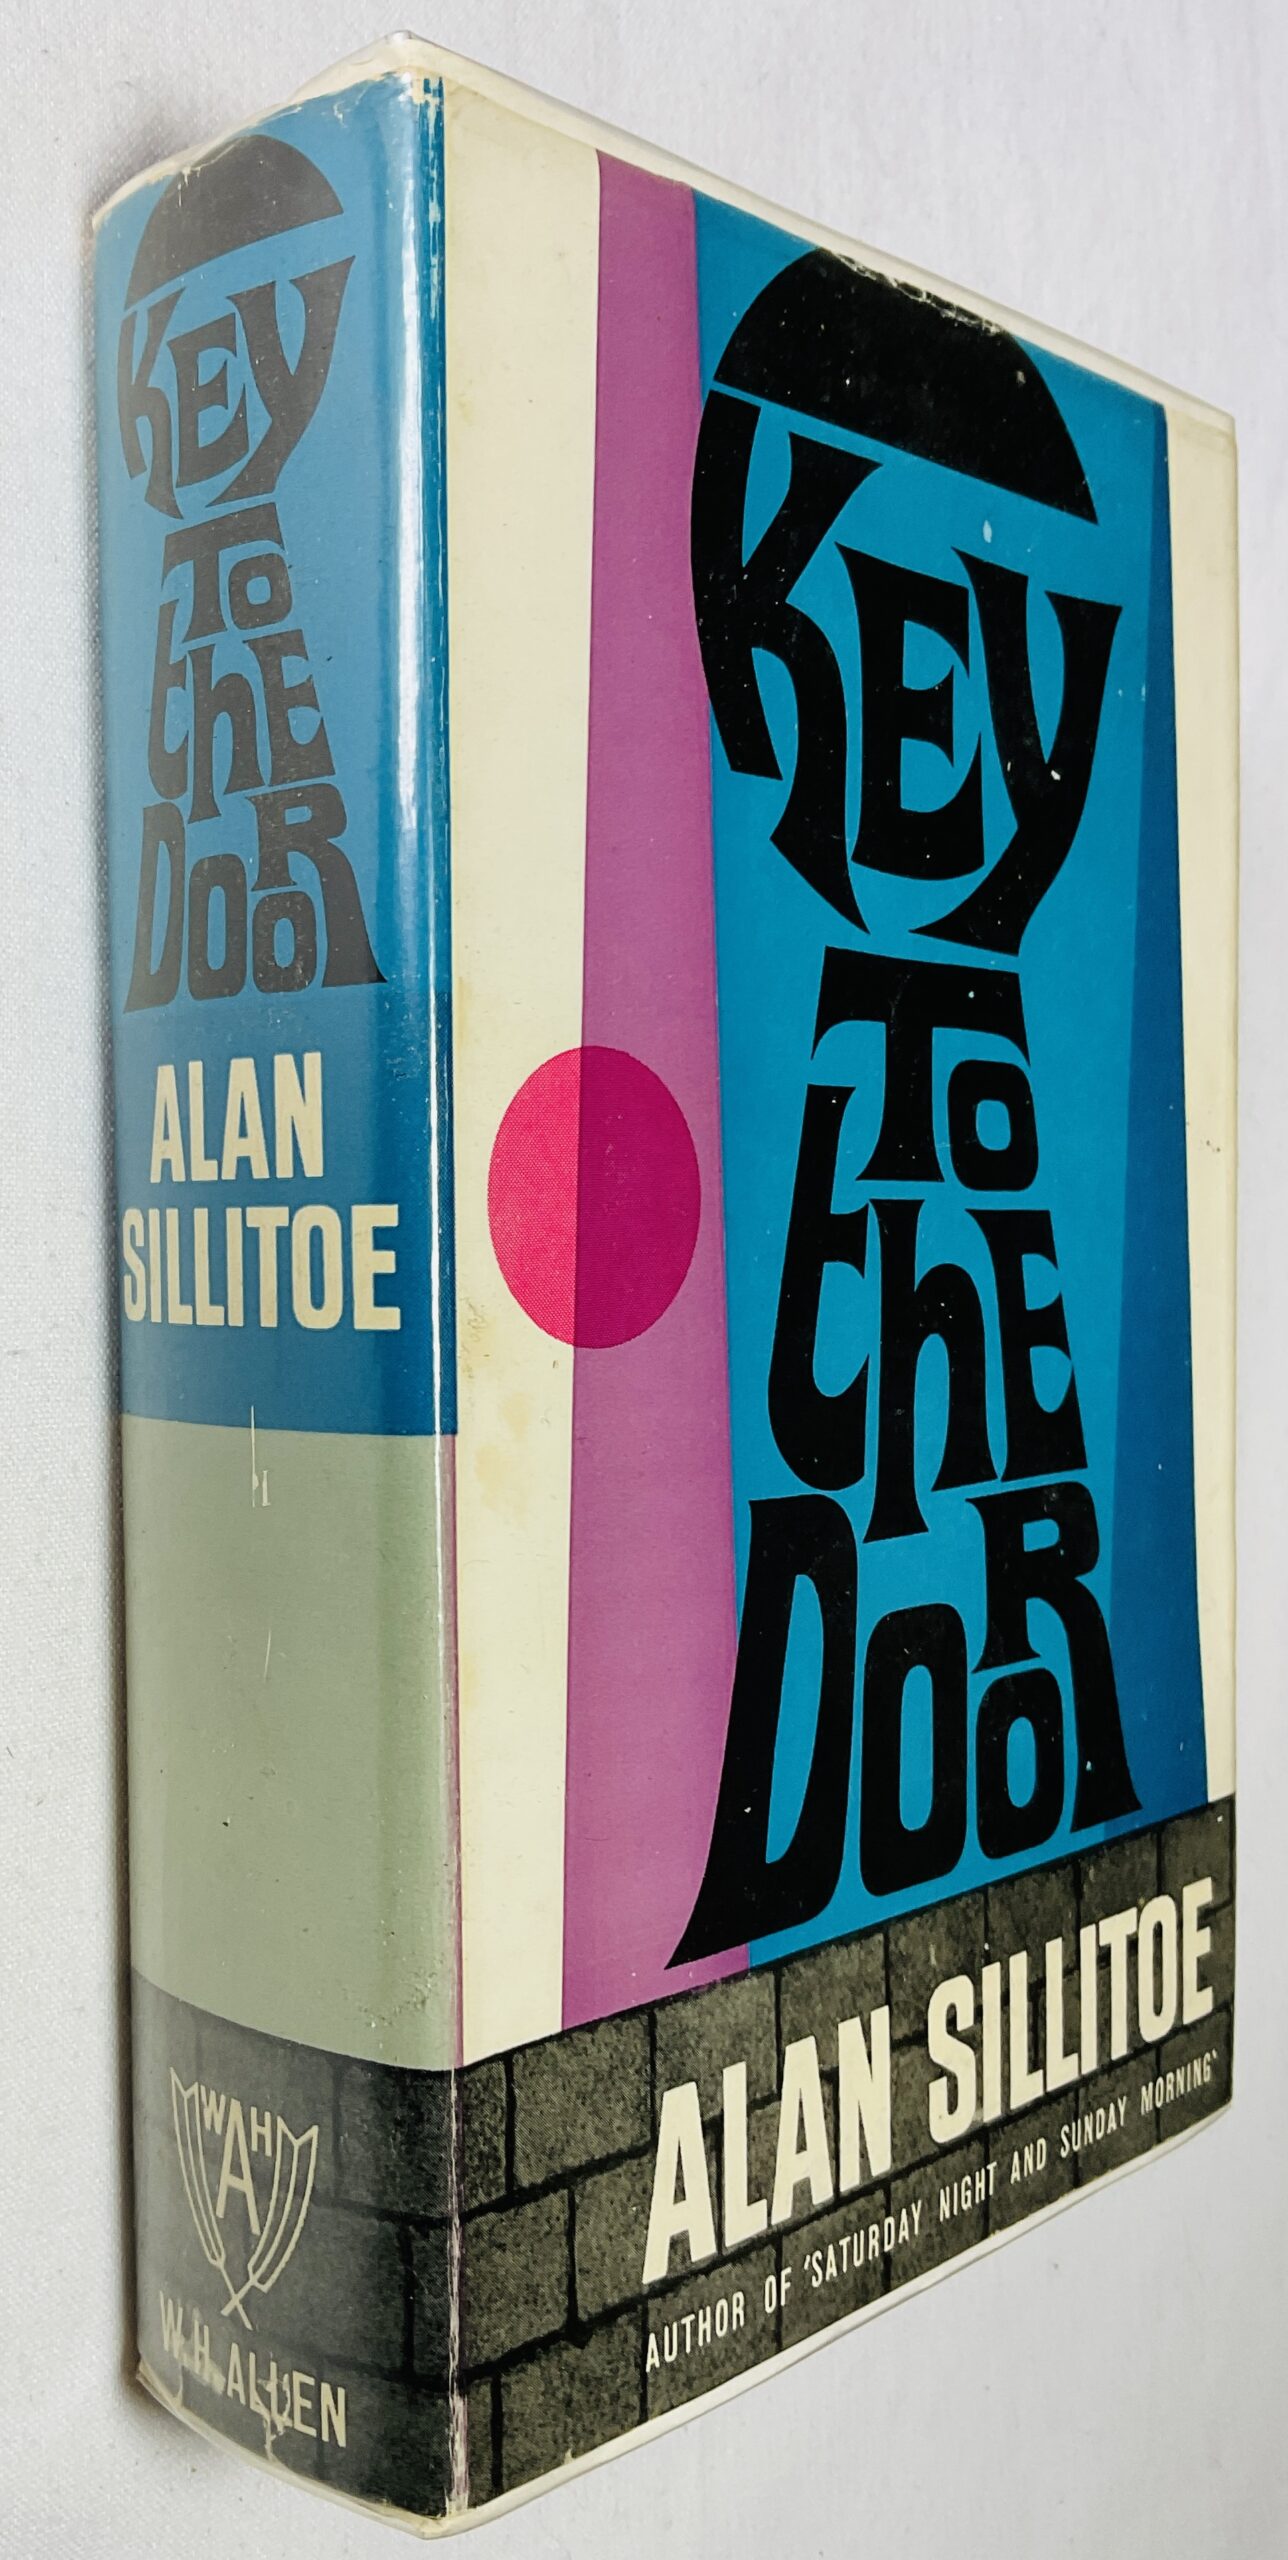 KEY
TO
thE
DOOR
ALAN
SILLITOE
WAH
A
W.H.ALLEN
KEY
TO
thE
DOOR
ALAN SILLITOE
AUTHOR OF 'SATURDAY NIGHT AND SUNDAY MORNING'